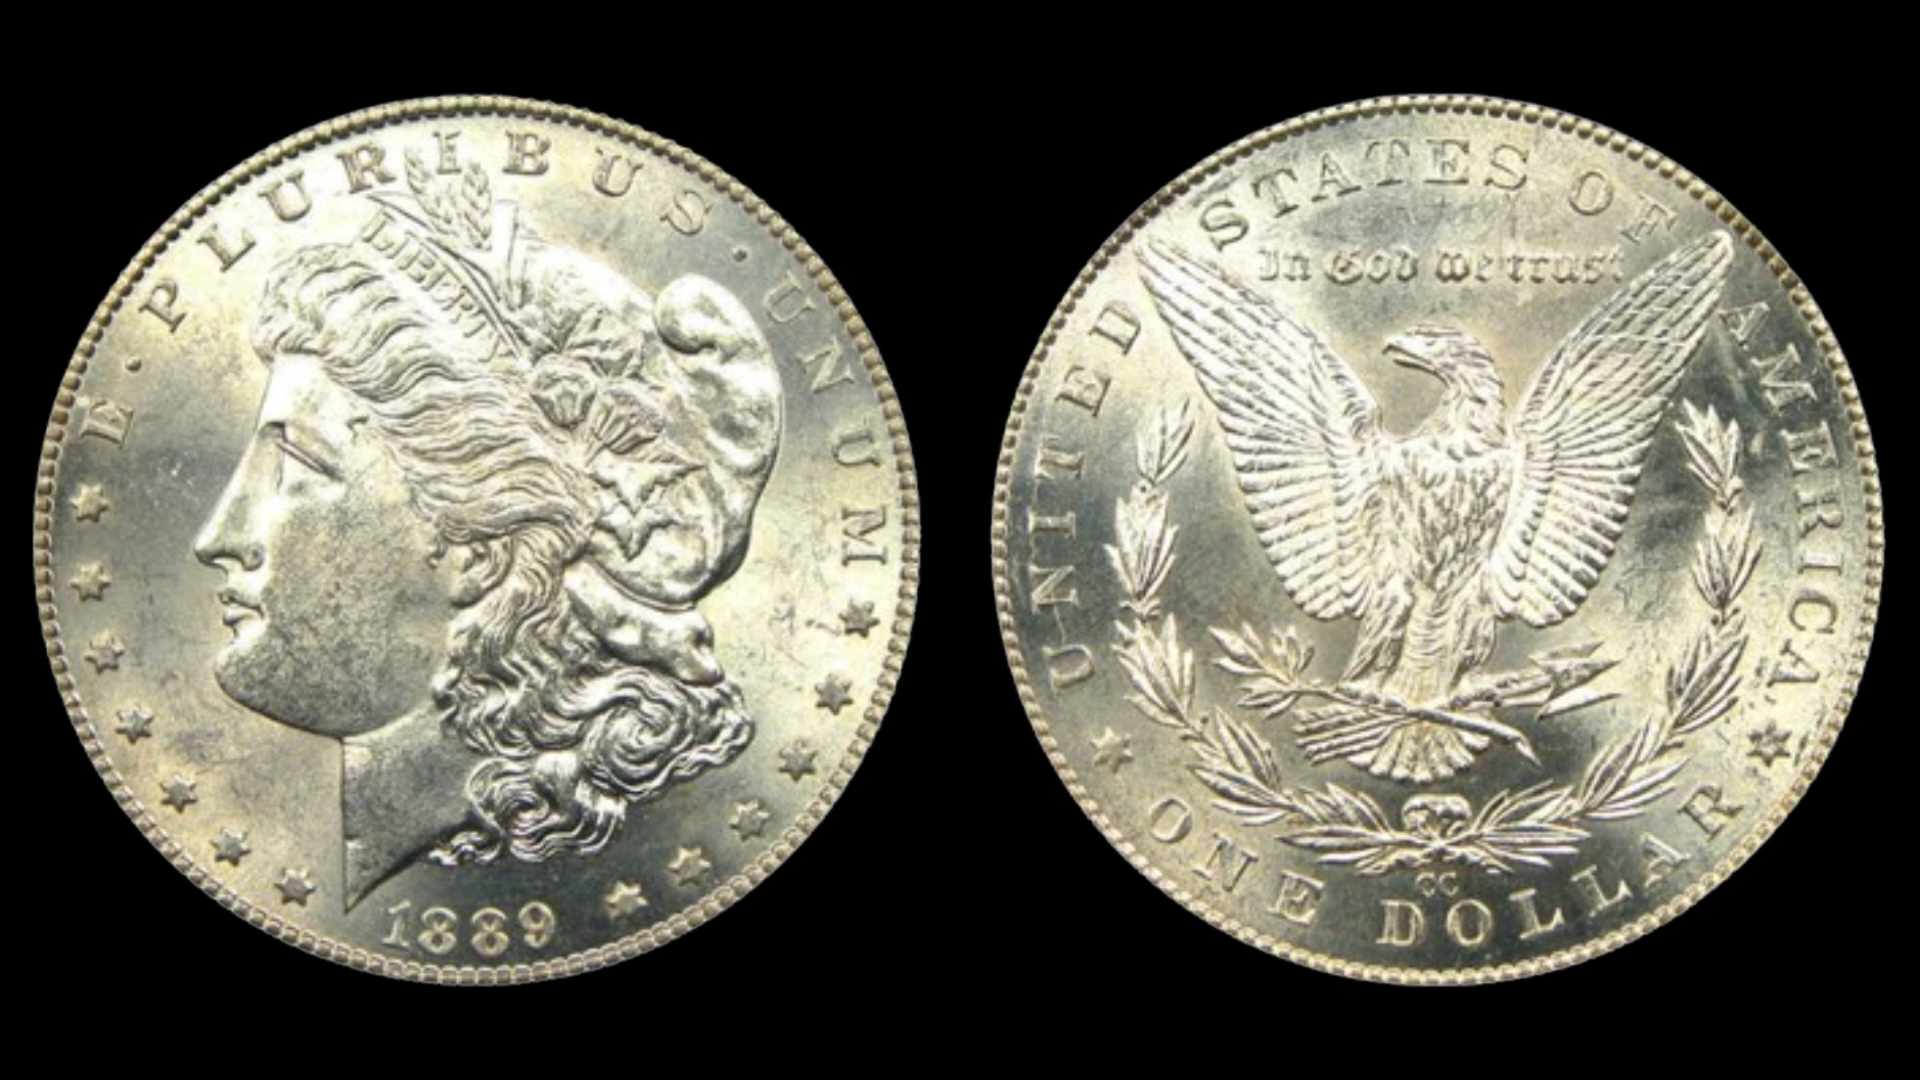 E · PLURIBUS · UNUM
LIBERTY
1889
UNITED STATES OF AMERICA
In God we trust
CC
ONE DOLLAR